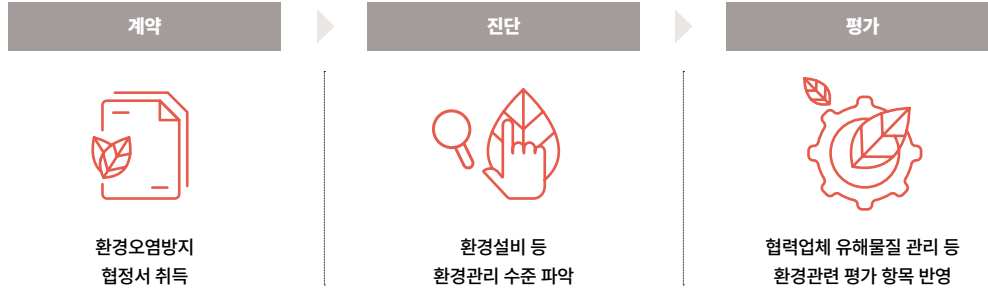 계약
진단
평가
환경오염방지
협정서 취득
환경설비 등
환경관리 수준 파악
협력업체 유해물질 관리 등
환경관련 평가 항목 반영